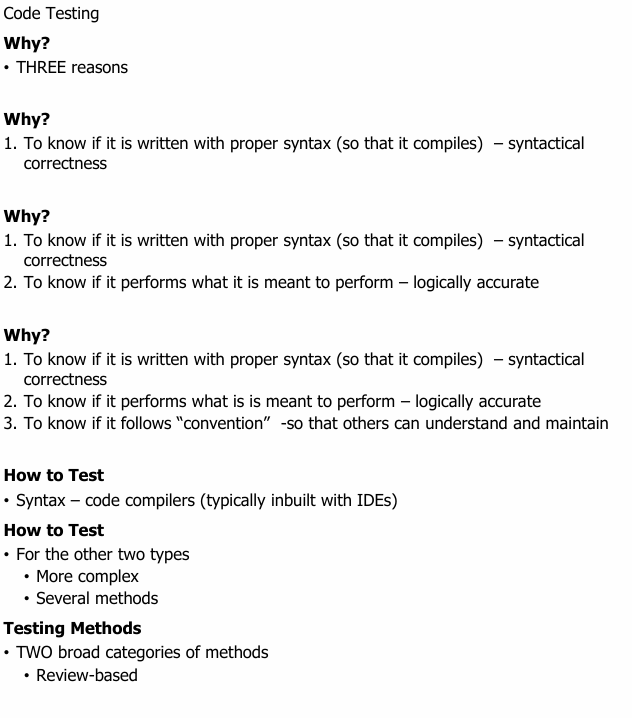 Code Testing
Why?
• THREE reasons
Why?
1. To know if it is written with proper syntax (so that it compiles)  – syntactical
correctness
Why?
1. To know if it is written with proper syntax (so that it compiles)  – syntactical
correctness
2. To know if it performs what it is meant to perform – logically accurate
Why?
1. To know if it is written with proper syntax (so that it compiles)  – syntactical
correctness
2. To know if it performs what is is meant to perform – logically accurate
3. To know if it follows “convention”  -so that others can understand and maintain
How to Test
• Syntax – code compilers (typically inbuilt with IDEs)
How to Test
• For the other two types
• More complex
• Several methods
Testing Methods
• TWO broad categories of methods
• Review-based